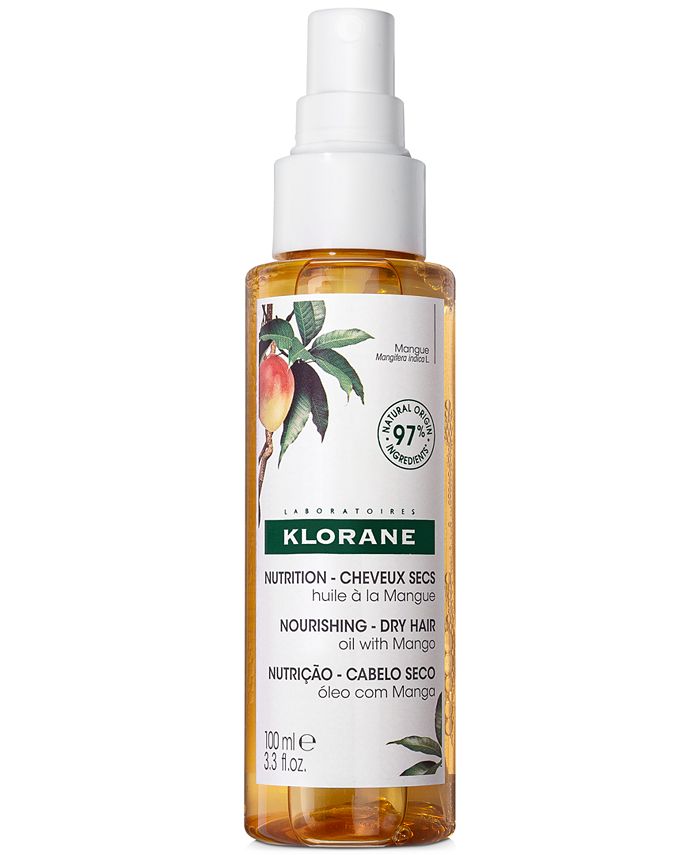 Mangue
Mangifera indica L.
NATURAL ORIGIN
97%
INGREDIENTS
LABORATOIRES
KLORANE
NUTRITION - CHEVEUX SECS
huile à la Mangue
NOURISHING - DRY HAIR
oil with Mango
NUTRIÇÃO - CABELO SECO
óleo com Manga
100 ml e
3.3 fl.oz.